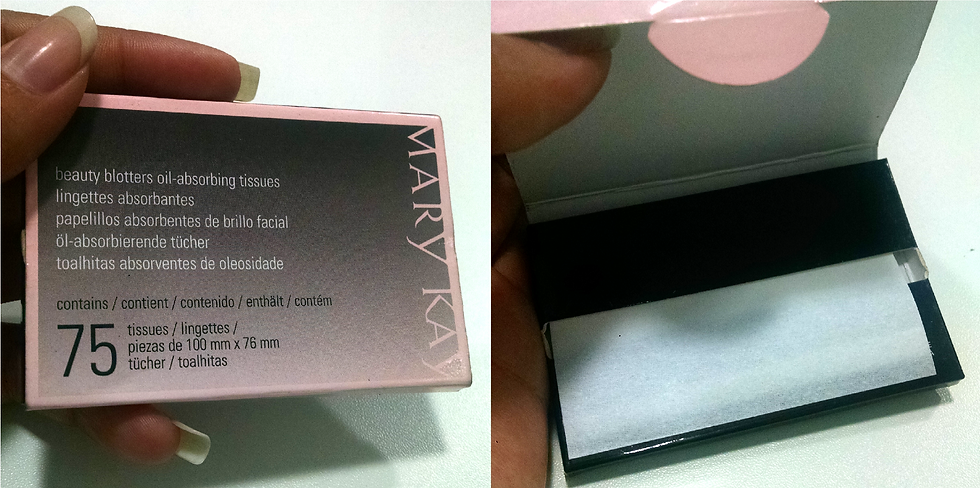 beauty blotters oil-absorbing tissues
lingettes absorbantes
papelillos absorbentes de brillo facial
öl-absorbierende tücher
toalhitas absorventes de oleosidade
contains / contient / contenido / enthält / contém
75
tissues / lingettes /
piezas de 100 mm x 76 mm
tücher / toalhitas
MARY KAY